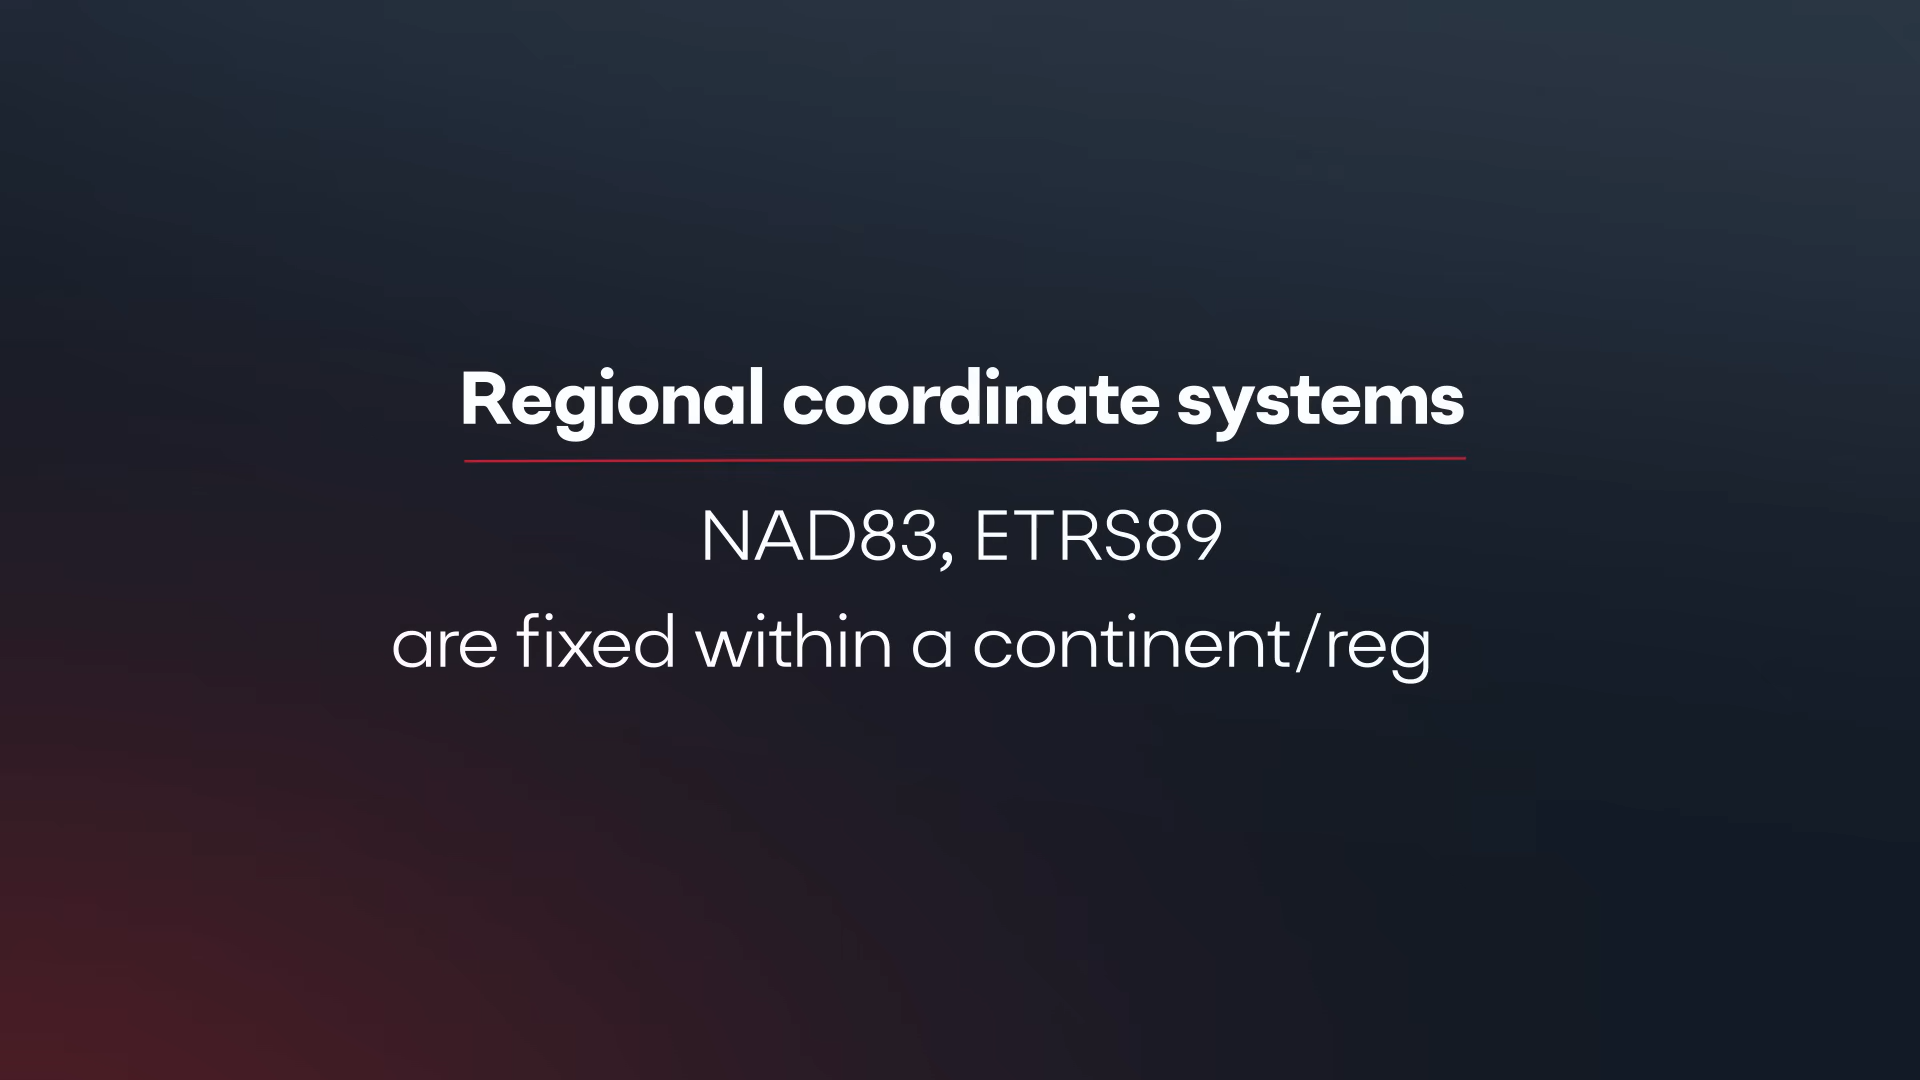 Regional coordinate systems
NAD83, ETRS89
are fixed within a continent/reg